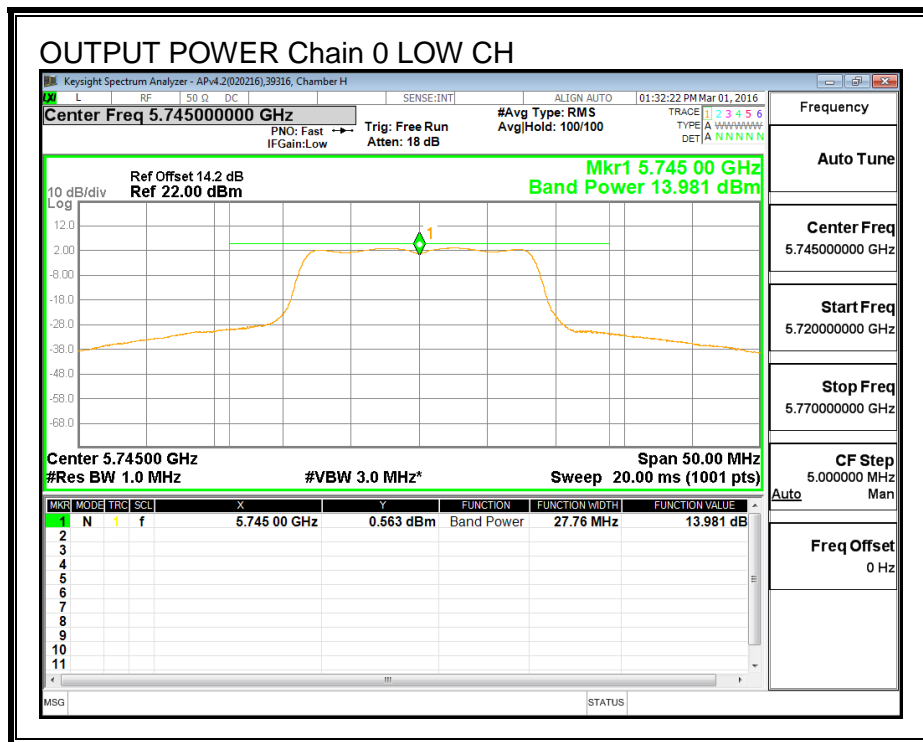 OUTPUT POWER Chain 0 LOW CH
Keysight Spectrum Analyzer - APv4.2(020216),39316, Chamber H
LXI L RF 50 Ω DC SENSE:INT ALIGN AUTO 01:32:22 PM Mar 01, 2016
Center Freq 5.745000000 GHz
PNO: Fast
IFGain:Low
Trig: Free Run
Atten: 18 dB
#Avg Type: RMS
Avg|Hold: 100/100
TRACE 1 2 3 4 5 6
TYPE A WWWWW
DET A N N N N N
Ref Offset 14.2 dB
Ref 22.00 dBm
10 dB/div
Log
Mkr1 5.745 00 GHz
Band Power 13.981 dBm
12.0
2.00
-8.00
-18.0
-28.0
-38.0
-48.0
-58.0
-68.0
1
Center 5.74500 GHz
Span 50.00 MHz
#Res BW 1.0 MHz
#VBW 3.0 MHz*
Sweep 20.00 ms (1001 pts)
MKR MODE TRC SCL X Y FUNCTION FUNCTION WIDTH FUNCTION VALUE
1 N 1 f 5.745 00 GHz 0.563 dBm Band Power 27.76 MHz 13.981 dB
2
3
4
5
6
7
8
9
10
11
MSG
STATUS
Frequency
Auto Tune
Center Freq
5.745000000 GHz
Start Freq
5.720000000 GHz
Stop Freq
5.770000000 GHz
CF Step
5.000000 MHz
Auto Man
Freq Offset
0 Hz